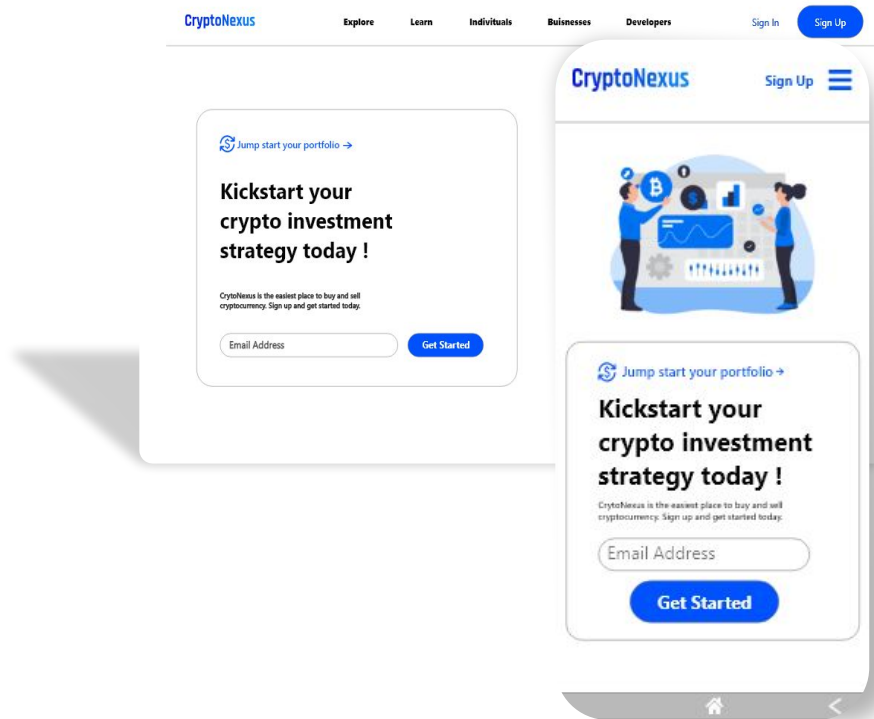 CryptoNexus Explore Learn Indivituals Buisnesses Developers Sign In Sign Up
Jump start your portfolio →
Kickstart your
crypto investment
strategy today !
CrytoNexus is the easiest place to buy and sell
cryptocurrency. Sign up and get started today.
Email Address Get Started
CryptoNexus Sign Up
Jump start your portfolio →
Kickstart your
crypto investment
strategy today !
CrytoNexus is the easiest place to buy and sell
cryptocurrency. Sign up and get started today.
Email Address
Get Started